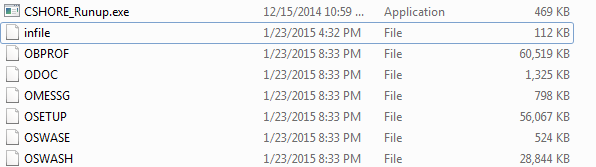 CSHORE_Runup.exe 12/15/2014 10:59 ... Application 469 KB
infile 1/23/2015 4:32 PM File 112 KB
OBPROF 1/23/2015 8:33 PM File 60,519 KB
ODOC 1/23/2015 8:33 PM File 1,325 KB
OMESSG 1/23/2015 8:33 PM File 798 KB
OSETUP 1/23/2015 8:33 PM File 56,067 KB
OSWASE 1/23/2015 8:33 PM File 524 KB
OSWASH 1/23/2015 8:33 PM File 28,844 KB